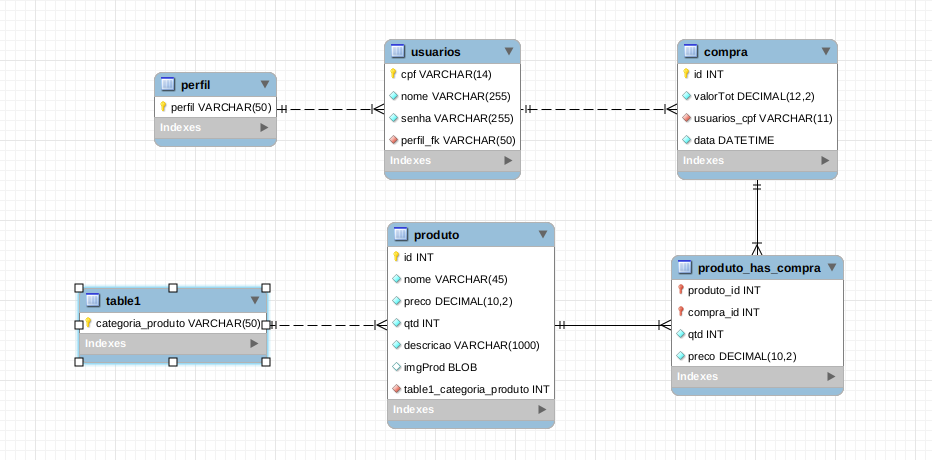 perfil
perfil VARCHAR(50)
Indexes
usuarios
cpf VARCHAR(14)
nome VARCHAR(255)
senha VARCHAR(255)
perfil_fk VARCHAR(50)
Indexes
compra
id INT
valorTot DECIMAL(12,2)
usuarios_cpf VARCHAR(11)
data DATETIME
Indexes
table1
categoria_produto VARCHAR(50)
Indexes
produto
id INT
nome VARCHAR(45)
preco DECIMAL(10,2)
qtd INT
descricao VARCHAR(1000)
imgProd BLOB
table1_categoria_produto INT
Indexes
produto_has_compra
produto_id INT
compra_id INT
qtd INT
preco DECIMAL(10,2)
Indexes